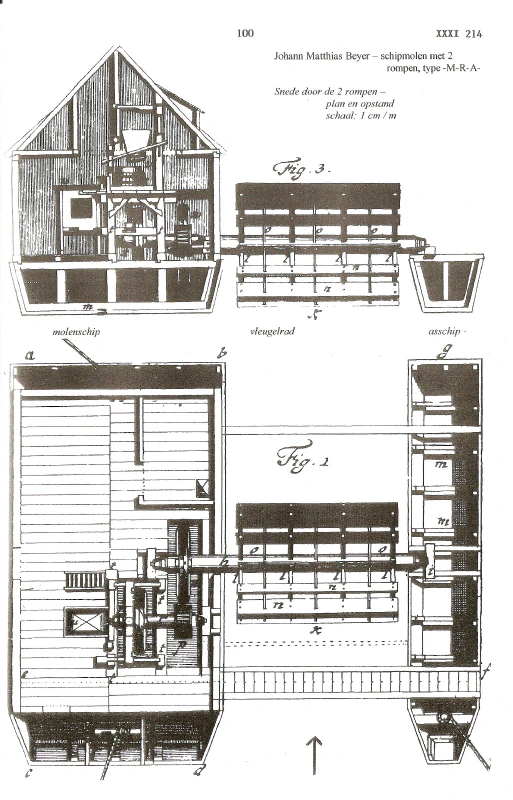 100
XXXI 214
Johann Matthias Beyer – schipmolen met 2
rompen, type -M-R-A-
Snede door de 2 rompen –
plan en opstand
schaal: 1 cm / m
Fig. 3.
o o o
l l l l
n
n
m
molenschip
vleugelrad
asschip -
a
b
g
Fig. 1
m
m
o o
h
i
l l l l
n
n
x
u
p
e
f
c
d